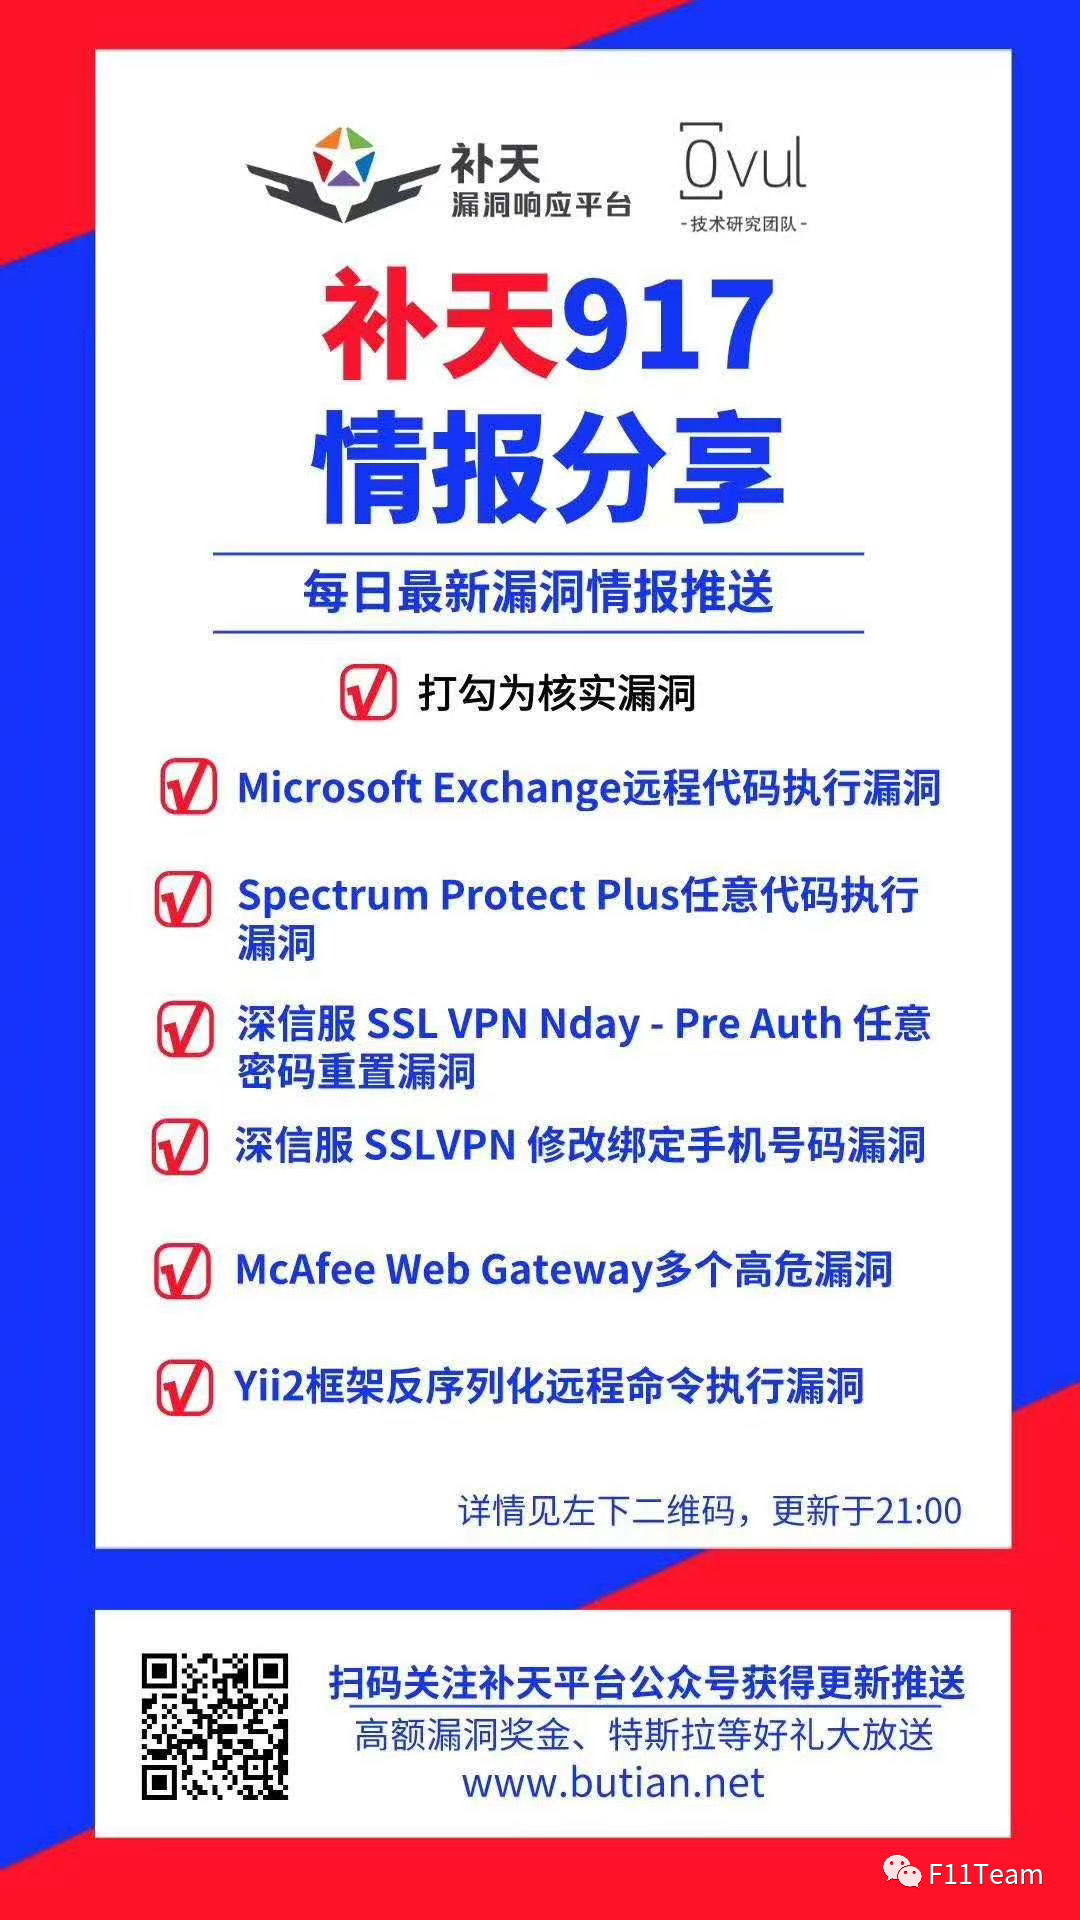 补天
漏洞响应平台
Ovul
-技术研究团队-
补天917
情报分享
每日最新漏洞情报推送
打勾为核实漏洞
Microsoft Exchange远程代码执行漏洞
Spectrum Protect Plus任意代码执行
漏洞
深信服 SSL VPN Nday - Pre Auth 任意
密码重置漏洞
深信服 SSLVPN 修改绑定手机号码漏洞
McAfee Web Gateway多个高危漏洞
Yii2框架反序列化远程命令执行漏洞
详情见左下二维码，更新于21:00
扫码关注补天平台公众号获得更新推送
高额漏洞奖金、特斯拉等好礼大放送
www.butian.net
F11Team